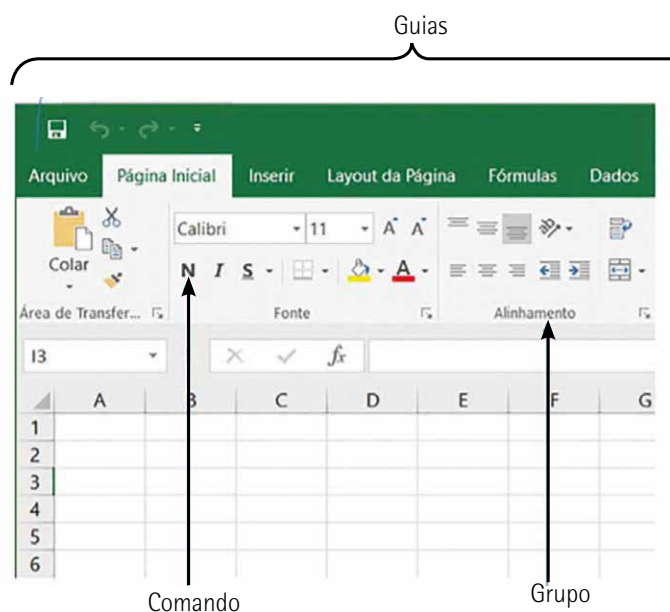 Guias
Arquivo Página Inicial Inserir Layout da Página Fórmulas Dados
Calibri 11 A A
Colar
N I S A
Área de Transfer... Fonte Alinhamento
I3 fx
A B C D E F G
1
2
3
4
5
6
Comando Grupo